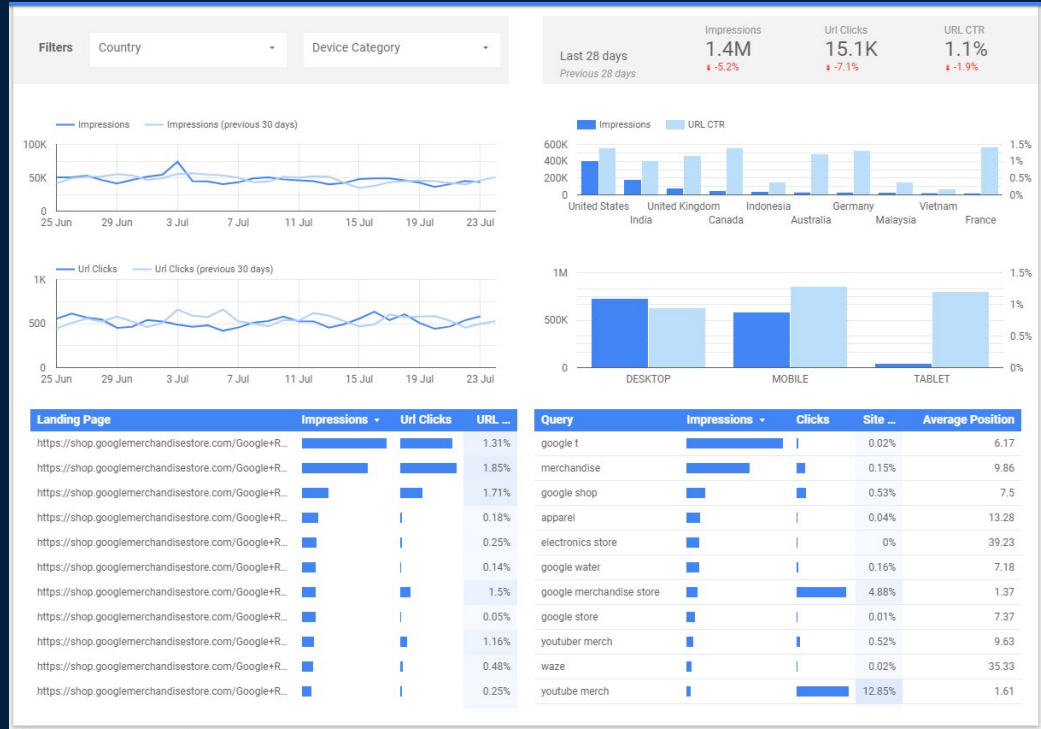 Filters Country Device Category
Last 28 days
Previous 28 days
Impressions Url Clicks URL CTR
1.4M 15.1K 1.1%
-5.2% -7.1% -1.9%
Impressions Impressions (previous 30 days)
100K
50K
0
25 Jun 29 Jun 3 Jul 7 Jul 11 Jul 15 Jul 19 Jul 23 Jul
Impressions URL CTR
600K 1.5%
400K 1%
200K 0.5%
0 0%
United States United Kingdom Indonesia Germany Vietnam
India Canada Australia Malaysia France
Url Clicks Url Clicks (previous 30 days)
1K
500
0
25 Jun 29 Jun 3 Jul 7 Jul 11 Jul 15 Jul 19 Jul 23 Jul
1M 1.5%
1%
500K
0.5%
0 0%
DESKTOP MOBILE TABLET
Landing Page Impressions Url Clicks URL ...
https://shop.googlemerchandisestore.com/Google+R... 1.31%
https://shop.googlemerchandisestore.com/Google+R... 1.85%
https://shop.googlemerchandisestore.com/Google+R... 1.71%
https://shop.googlemerchandisestore.com/Google+R... 0.18%
https://shop.googlemerchandisestore.com/Google+R... 0.25%
https://shop.googlemerchandisestore.com/Google+R... 0.14%
https://shop.googlemerchandisestore.com/Google+R... 1.5%
https://shop.googlemerchandisestore.com/Google+R... 0.05%
https://shop.googlemerchandisestore.com/Google+R... 1.16%
https://shop.googlemerchandisestore.com/Google+R... 0.48%
https://shop.googlemerchandisestore.com/Google+R... 0.25%
Query Impressions Clicks Site ... Average Position
google t 0.02% 6.17
merchandise 0.15% 9.86
google shop 0.53% 7.5
apparel 0.04% 13.28
electronics store 0% 39.23
google water 0.16% 7.18
google merchandise store 4.88% 1.37
google store 0.01% 7.37
youtuber merch 0.52% 9.63
waze 0.02% 35.33
youtube merch 12.85% 1.61